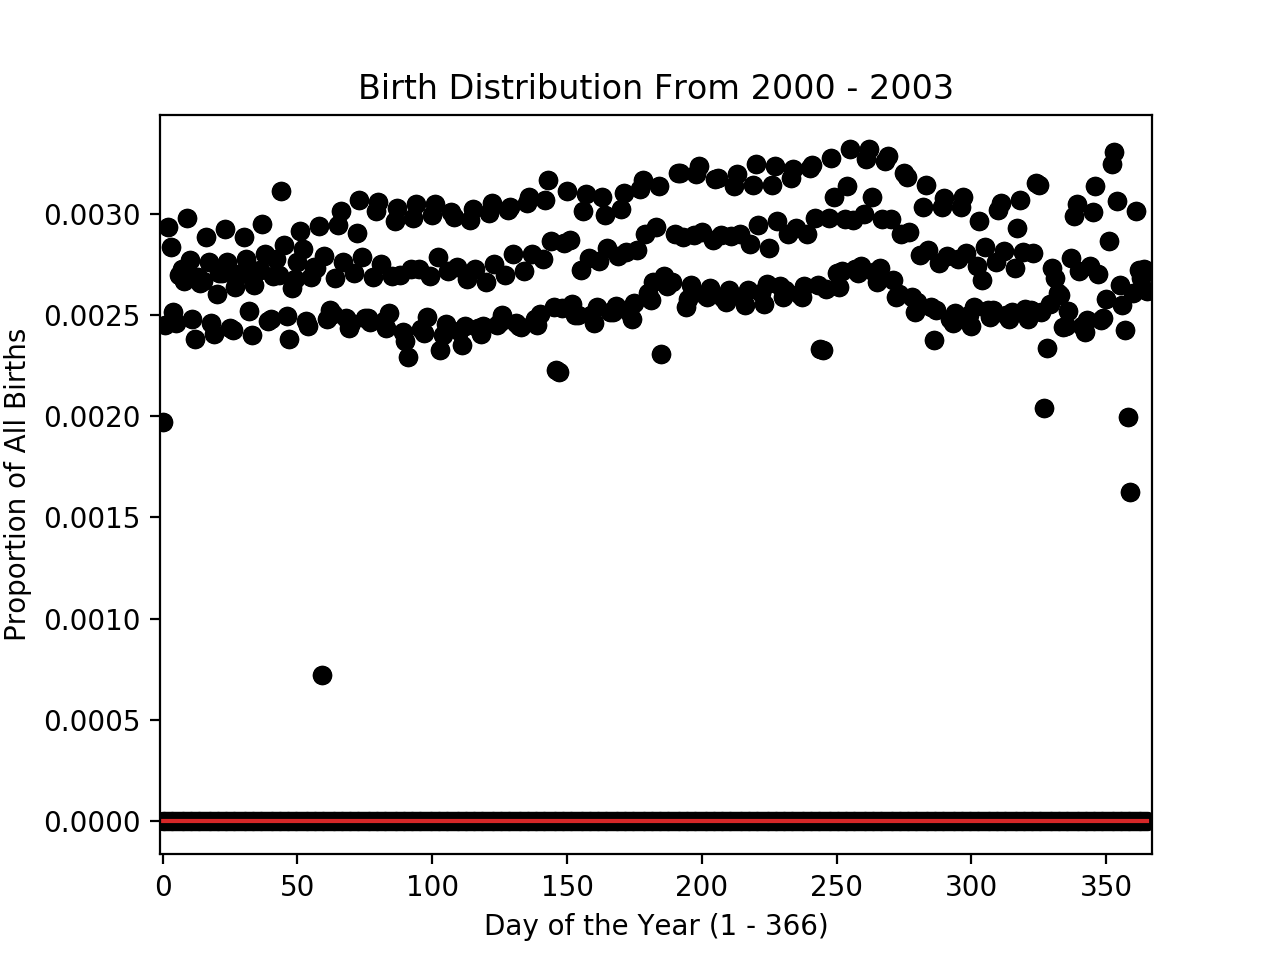 Birth Distribution From 2000 - 2003
Proportion of All Births
0.0030
0.0025
0.0020
0.0015
0.0010
0.0005
0.0000
0 50 100 150 200 250 300 350
Day of the Year (1 - 366)